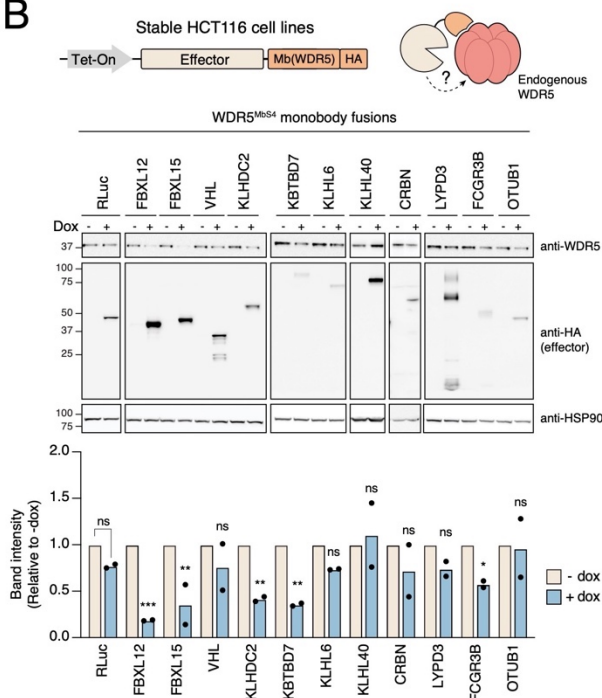 B
Stable HCT116 cell lines
Tet-On
Effector
Mb(WDR5)
HA
?
Endogenous
WDR5
WDR5MbS4 monobody fusions
RLuc
FBXL12
FBXL15
VHL
KLHDC2
KBTBD7
KLHL6
KLHL40
CRBN
LYPD3
FCGR3B
OTUB1
Dox - + - + - + - + - + - + - + - + - + - + - + - +
37
anti-WDR5
100
75
50
37
25
anti-HA
(effector)
100
75
anti-HSP90
Band intensity
(Relative to -dox)
2.0
1.5
1.0
0.5
0.0
ns
***
**
ns
**
**
ns
ns
ns
ns
*
ns
- dox
+ dox
RLuc
FBXL12
FBXL15
VHL
KLHDC2
KBTBD7
KLHL6
KLHL40
CRBN
LYPD3
FCGR3B
OTUB1